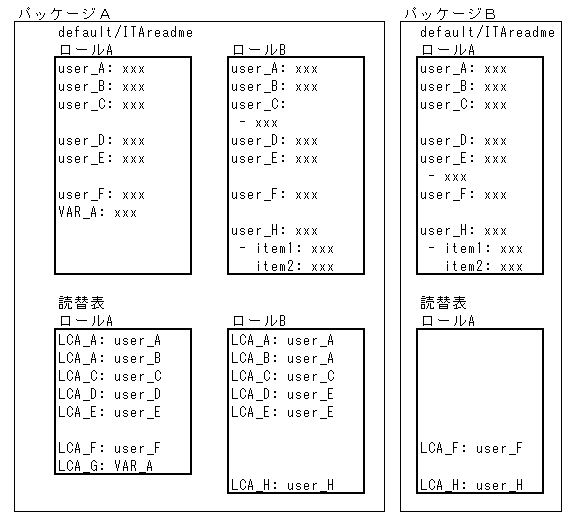 パッケージA
default/ITAreadme
ロールA
user_A: xxx
user_B: xxx
user_C: xxx
user_D: xxx
user_E: xxx
user_F: xxx
VAR_A: xxx
ロールB
user_A: xxx
user_B: xxx
user_C:
- xxx
user_D: xxx
user_E: xxx
user_F: xxx
user_H: xxx
- item1: xxx
item2: xxx
読替表
ロールA
LCA_A: user_A
LCA_A: user_B
LCA_C: user_C
LCA_D: user_D
LCA_E: user_E
LCA_F: user_F
LCA_G: VAR_A
ロールB
LCA_A: user_A
LCA_B: user_A
LCA_C: user_C
LCA_D: user_E
LCA_E: user_E
LCA_H: user_H
パッケージB
default/ITAreadme
ロールA
user_A: xxx
user_B: xxx
user_C: xxx
user_D: xxx
user_E: xxx
- xxx
user_F: xxx
user_H: xxx
- item1: xxx
item2: xxx
読替表
ロールA
LCA_F: user_F
LCA_H: user_H